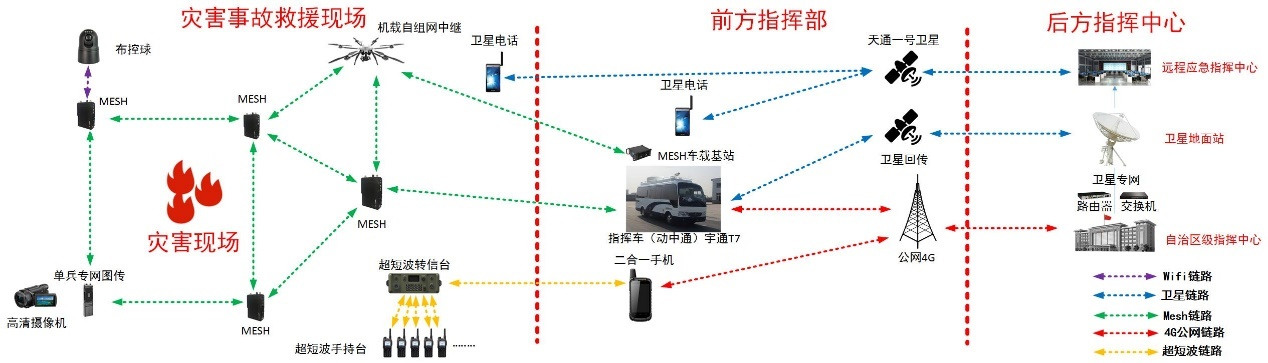 灾害事故救援现场
前方指挥部
后方指挥中心
机载自组网中继
布控球
卫星电话
天通一号卫星
远程应急指挥中心
MESH
MESH
卫星电话
MESH车载基站
卫星回传
卫星地面站
卫星专网
路由器
交换机
MESH
灾害现场
指挥车（动中通）宇通T7
公网4G
自治区级指挥中心
单兵专网图传
超短波转信台
二合一手机
高清摄像机
MESH
超短波手持台
········
Wifi链路
卫星链路
Mesh链路
4G公网链路
超短波链路